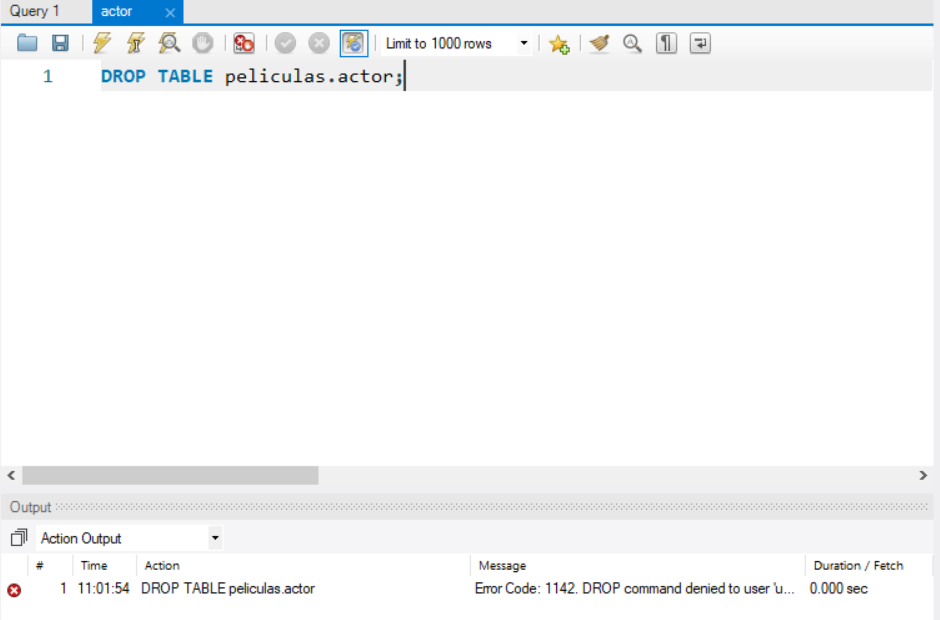 Query 1 actor
Limit to 1000 rows
1 DROP TABLE peliculas.actor;
Output
Action Output
# Time Action Message Duration / Fetch
1 11:01:54 DROP TABLE peliculas.actor Error Code: 1142. DROP command denied to user 'u... 0.000 sec